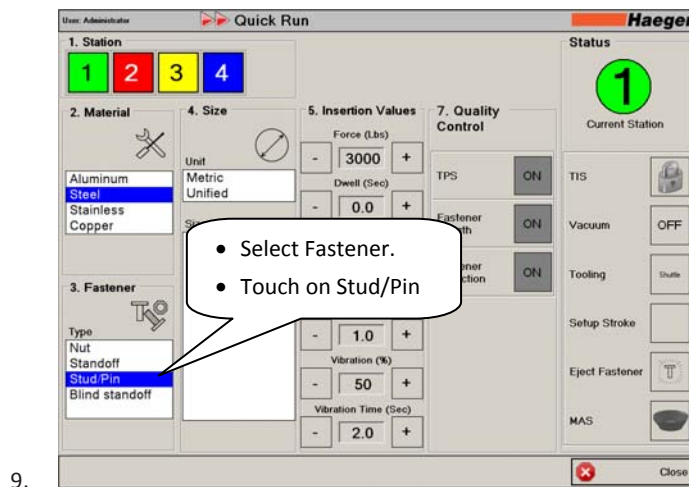 User: Administrator
Quick Run
Haeger
1. Station
1 2 3 4
Status
1
Current Station
2. Material
Aluminum
Steel
Stainless
Copper
3. Fastener
Type
Nut
Standoff
Stud/Pin
Blind standoff
4. Size
Unit
Metric
Unified
5. Insertion Values
Force (Lbs)
- 3000 +
Dwell (Sec)
- 0.0 +
- 1.0 +
Vibration (%)
- 50 +
Vibration Time (Sec)
- 2.0 +
7. Quality
Control
TPS ON
Fastener
ON
ON
• Select Fastener.
• Touch on Stud/Pin
TIS
Vacuum OFF
Tooling Shuttle
Setup Stroke
Eject Fastener
MAS
Close
9.